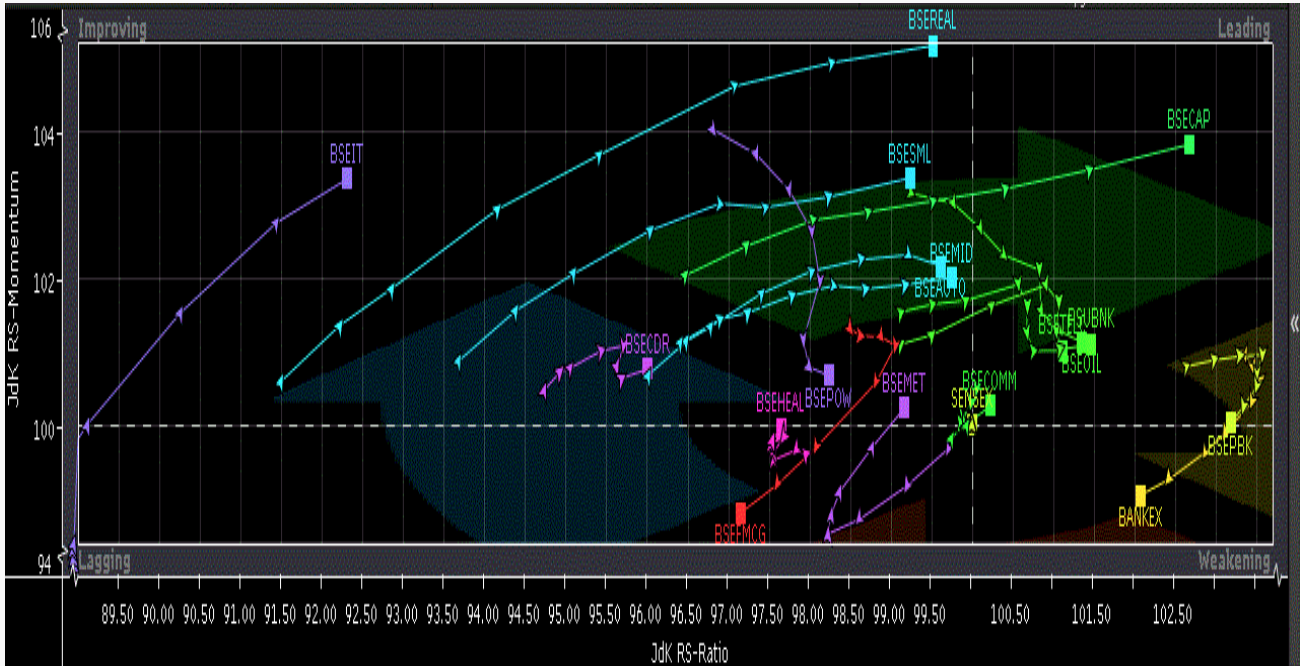 106
Improving
BSEREAL
Leading
104
BSEIT
BSECAP
BSESML
102
BSEMID
BSEAUTO
BSECDR
BSEOIL
BSEPOW
BSEMET
BSECOMM
BSEHEAL
100
BSEPBK
BSEFMCG
BANKEX
94
Lagging
Weakening
«
JdK RS-Momentum
89.50 90.00 90.50 91.00 91.50 92.00 92.50 93.00 93.50 94.00 94.50 95.00 95.50 96.00 96.50 97.00 97.50 98.00 98.50 99.00 99.50 100.50 101.50 102.50
JdK RS-Ratio